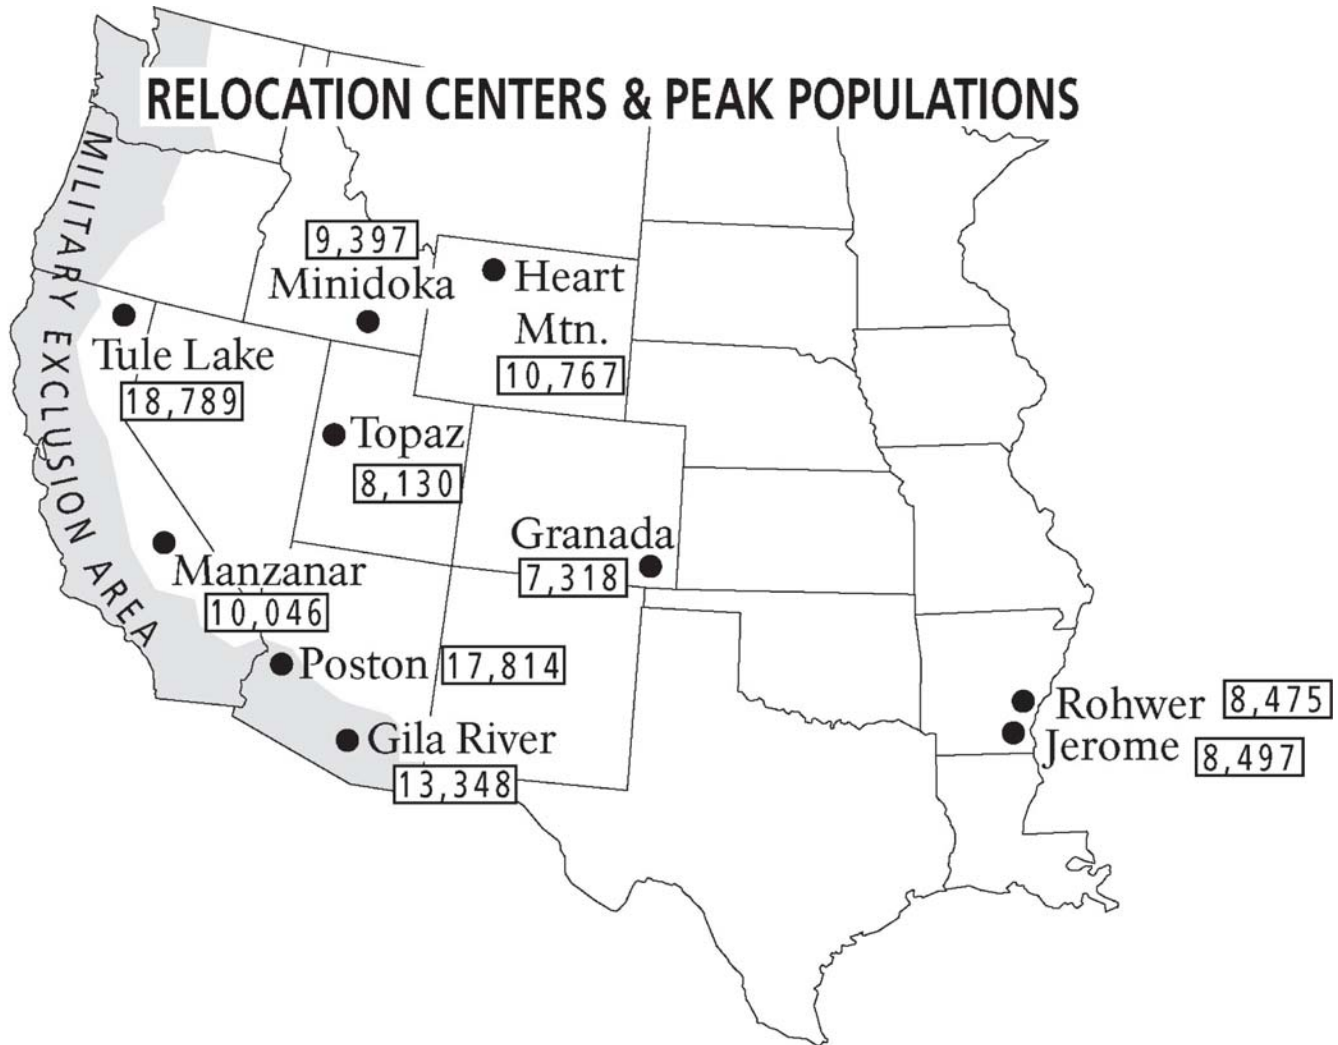 RELOCATION CENTERS & PEAK POPULATIONS
MILITARY EXCLUSION AREA
9,397
Minidoka
Heart
Mtn.
10,767
Tule Lake
18,789
Topaz
8,130
Granada
7,318
Manzanar
10,046
Poston 17,814
Gila River
13,348
Rohwer 8,475
Jerome 8,497